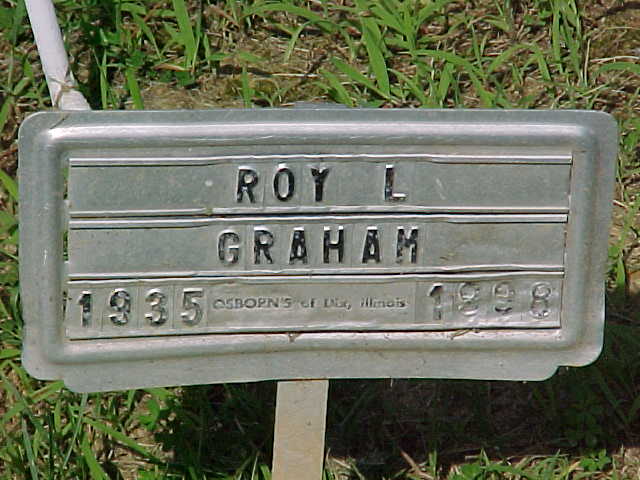 ROY L
GRAHAM
1935 OSBORN'S of Dix, Illinois 1998